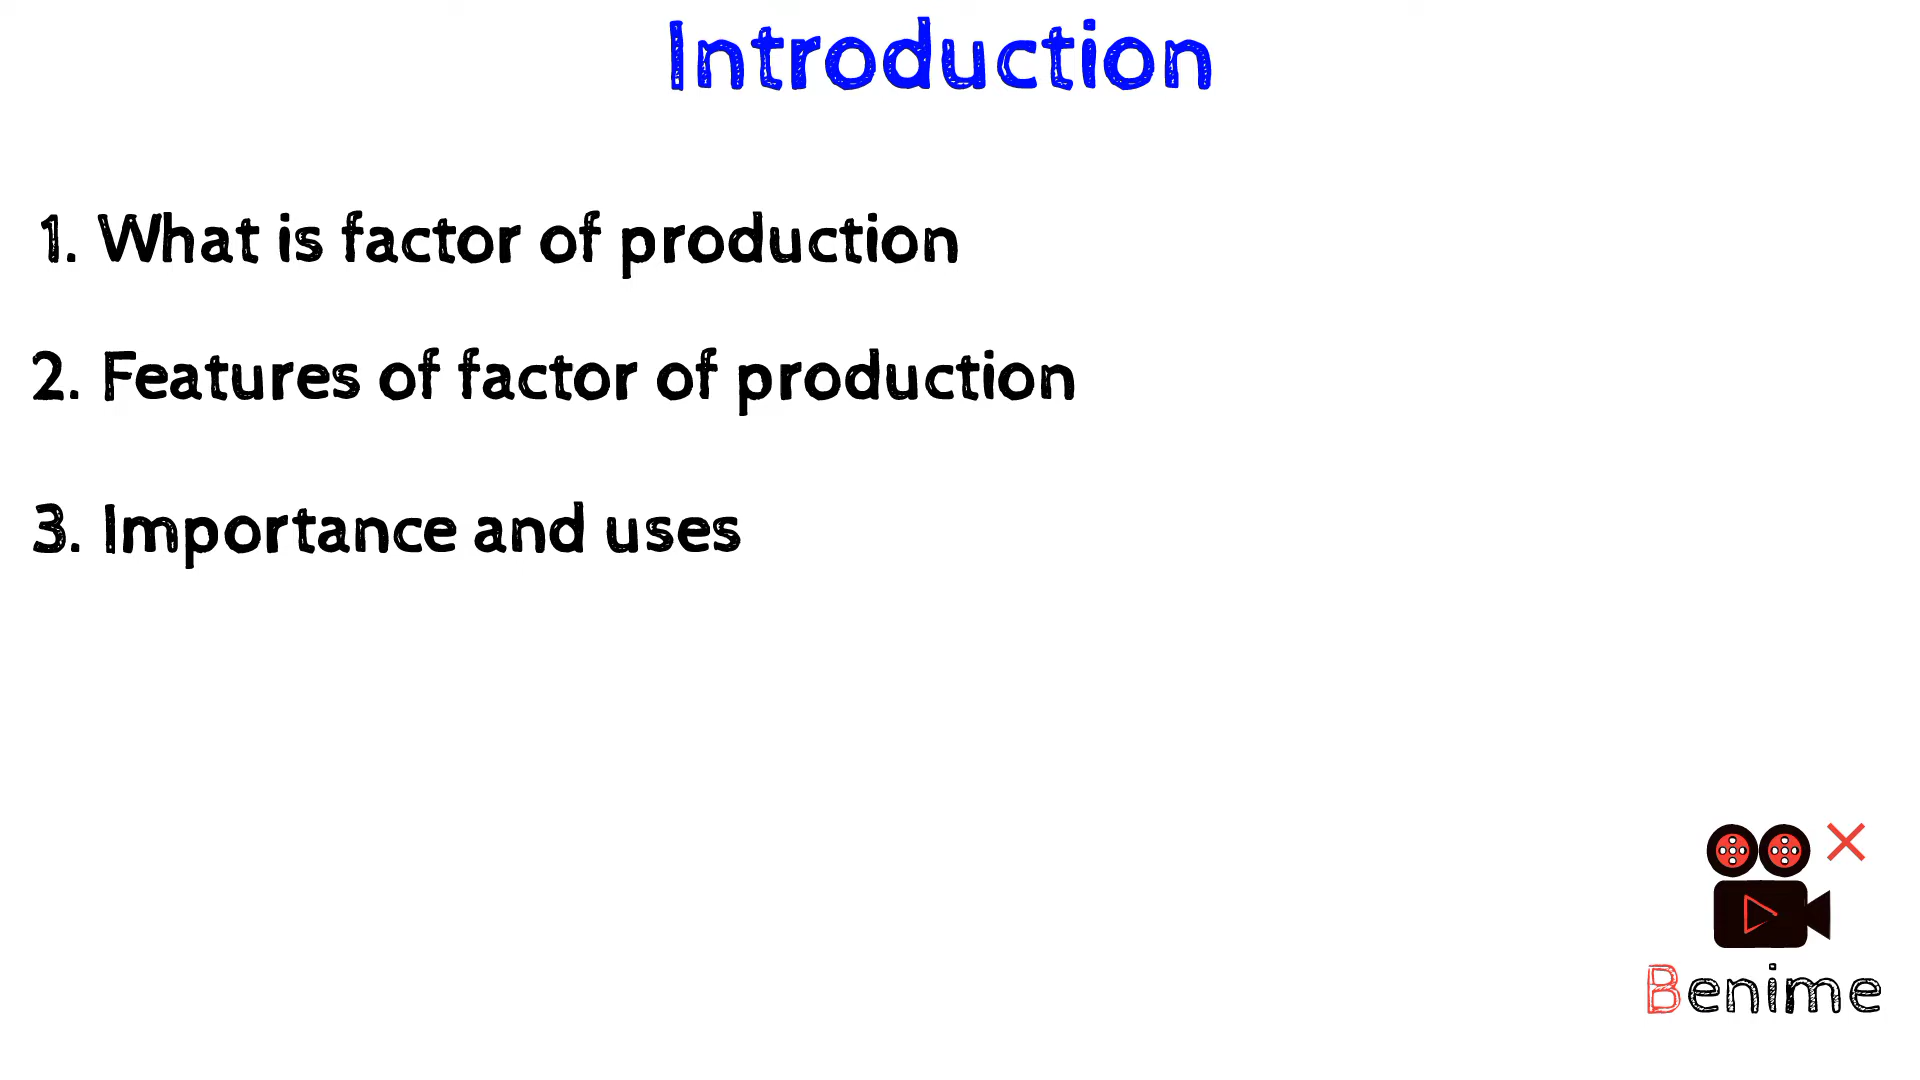 Introduction
1. What is factor of production
2. Features of factor of production
3. Importance and uses
Benime